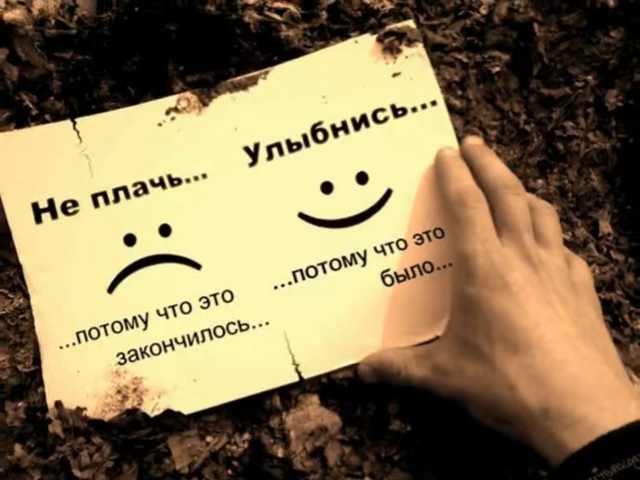 Не плачь...
...потому что это
закончилось...
Улыбнись...
...потому что это
было...